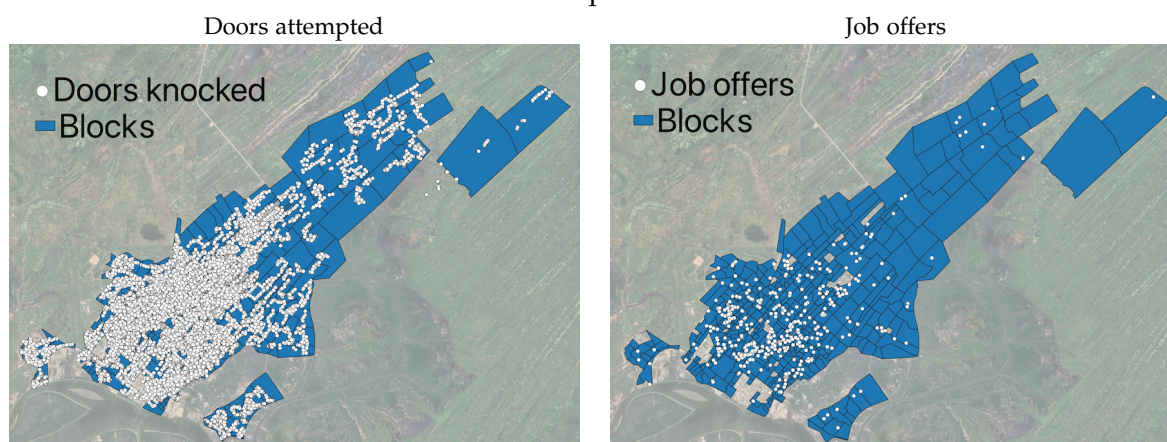 Doors attempted
Job offers
Doors knocked
Blocks
Job offers
Blocks